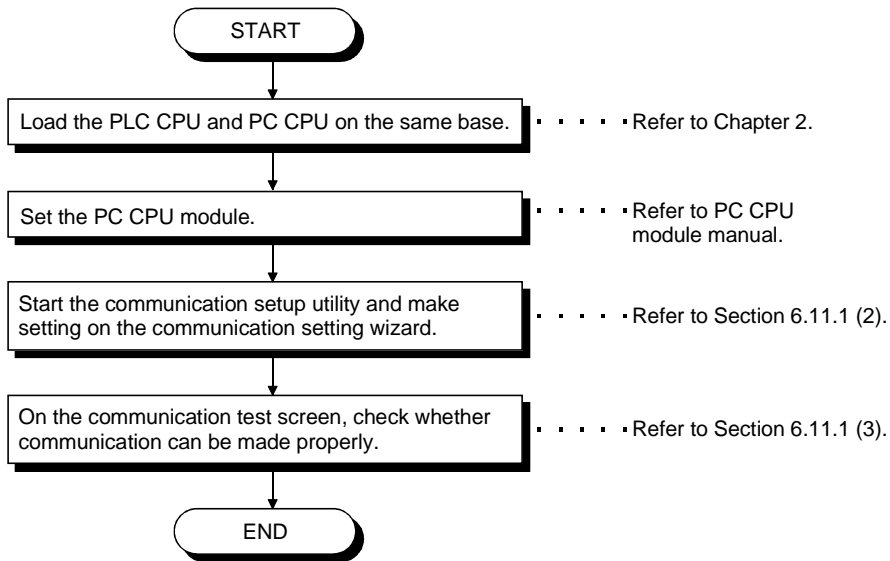 START
Load the PLC CPU and PC CPU on the same base.
Refer to Chapter 2.
Set the PC CPU module.
Refer to PC CPU
module manual.
Start the communication setup utility and make
setting on the communication setting wizard.
Refer to Section 6.11.1 (2).
On the communication test screen, check whether
communication can be made properly.
Refer to Section 6.11.1 (3).
END